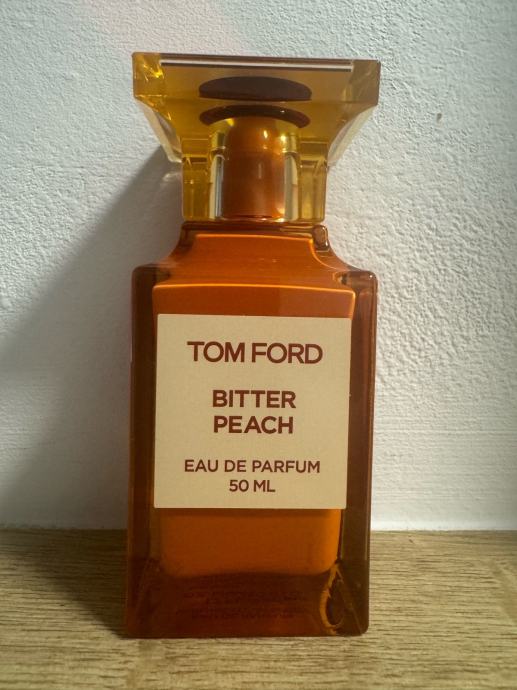 TOM FORD
BITTER
PEACH
EAU DE PARFUM
50 ML